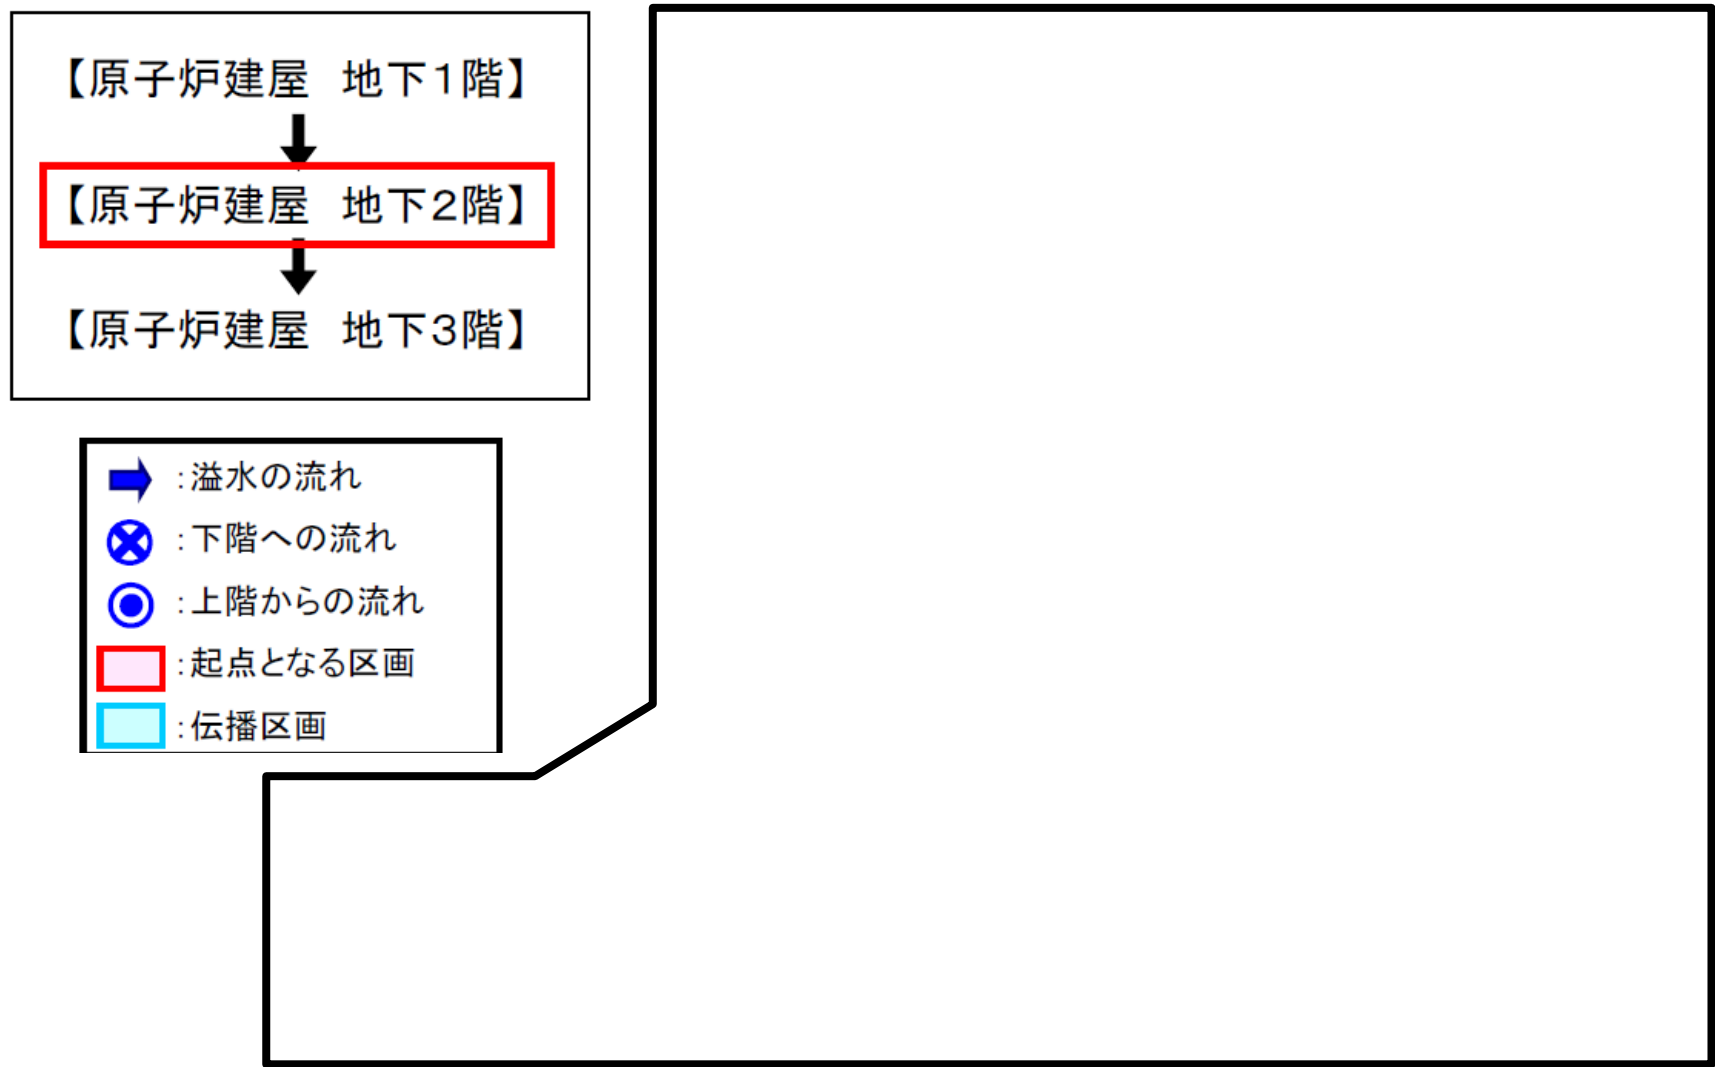 【原子炉建屋　地下1階】
【原子炉建屋　地下2階】
【原子炉建屋　地下3階】
:溢水の流れ
:下階への流れ
:上階からの流れ
:起点となる区画
:伝播区画